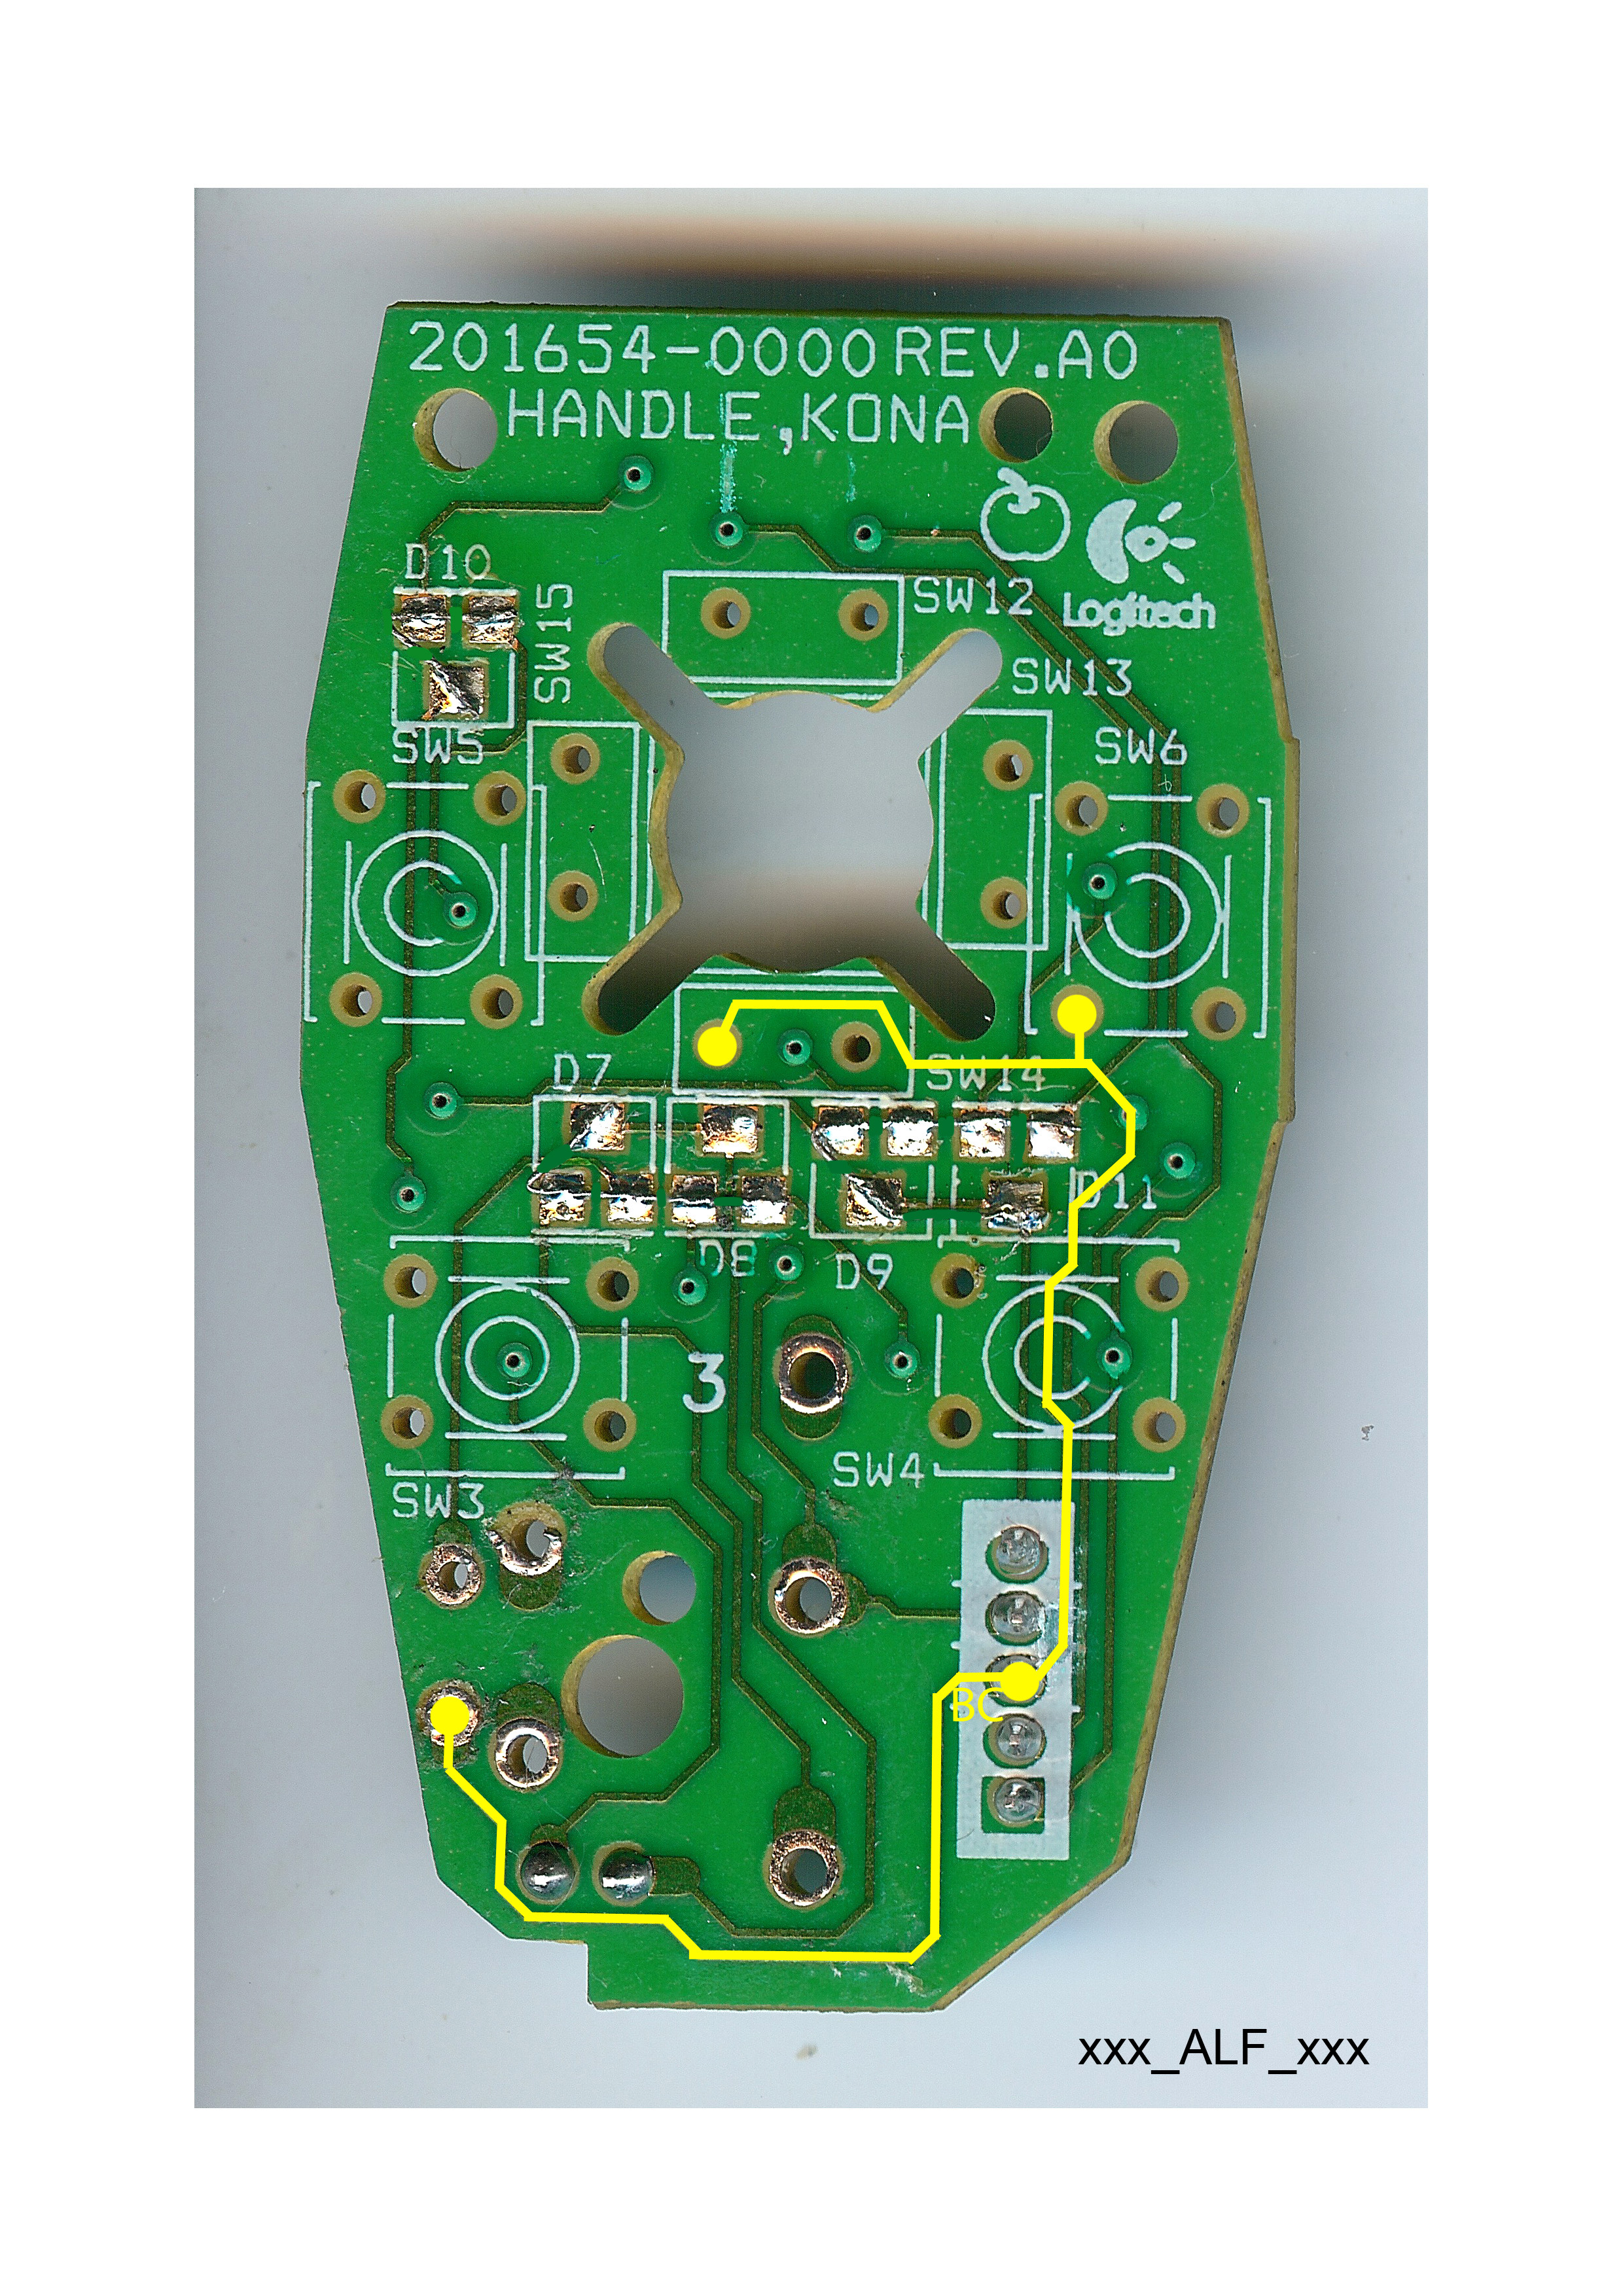 201654-0000 REV.A0
HANDLE,KONA
Logitech
D10
SW15
SW12
SW13
SW5
SW6
D7
SW14
D11
D8
D9
3
SW4
SW3
BC
xxx_ALF_xxx